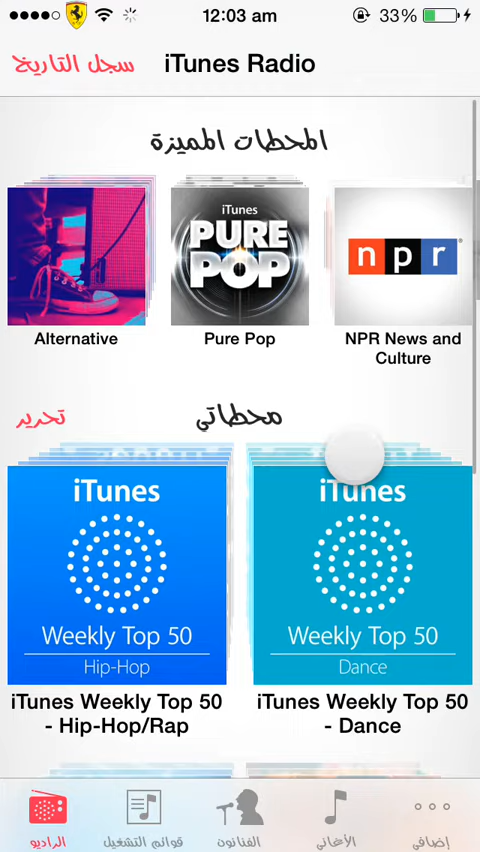 12:03 am
33%
سجل التاريخ
iTunes Radio
المحطات المميزة
iTunes
PURE
POP
npr
Alternative
Pure Pop
NPR News and
Culture
تحرير
محطاتي
iTunes
Weekly Top 50
Hip-Hop
iTunes
Weekly Top 50
Dance
iTunes Weekly Top 50
- Hip-Hop/Rap
iTunes Weekly Top 50
- Dance
الراديو
قوائم التشغيل
الفنانون
الأغاني
إضافي